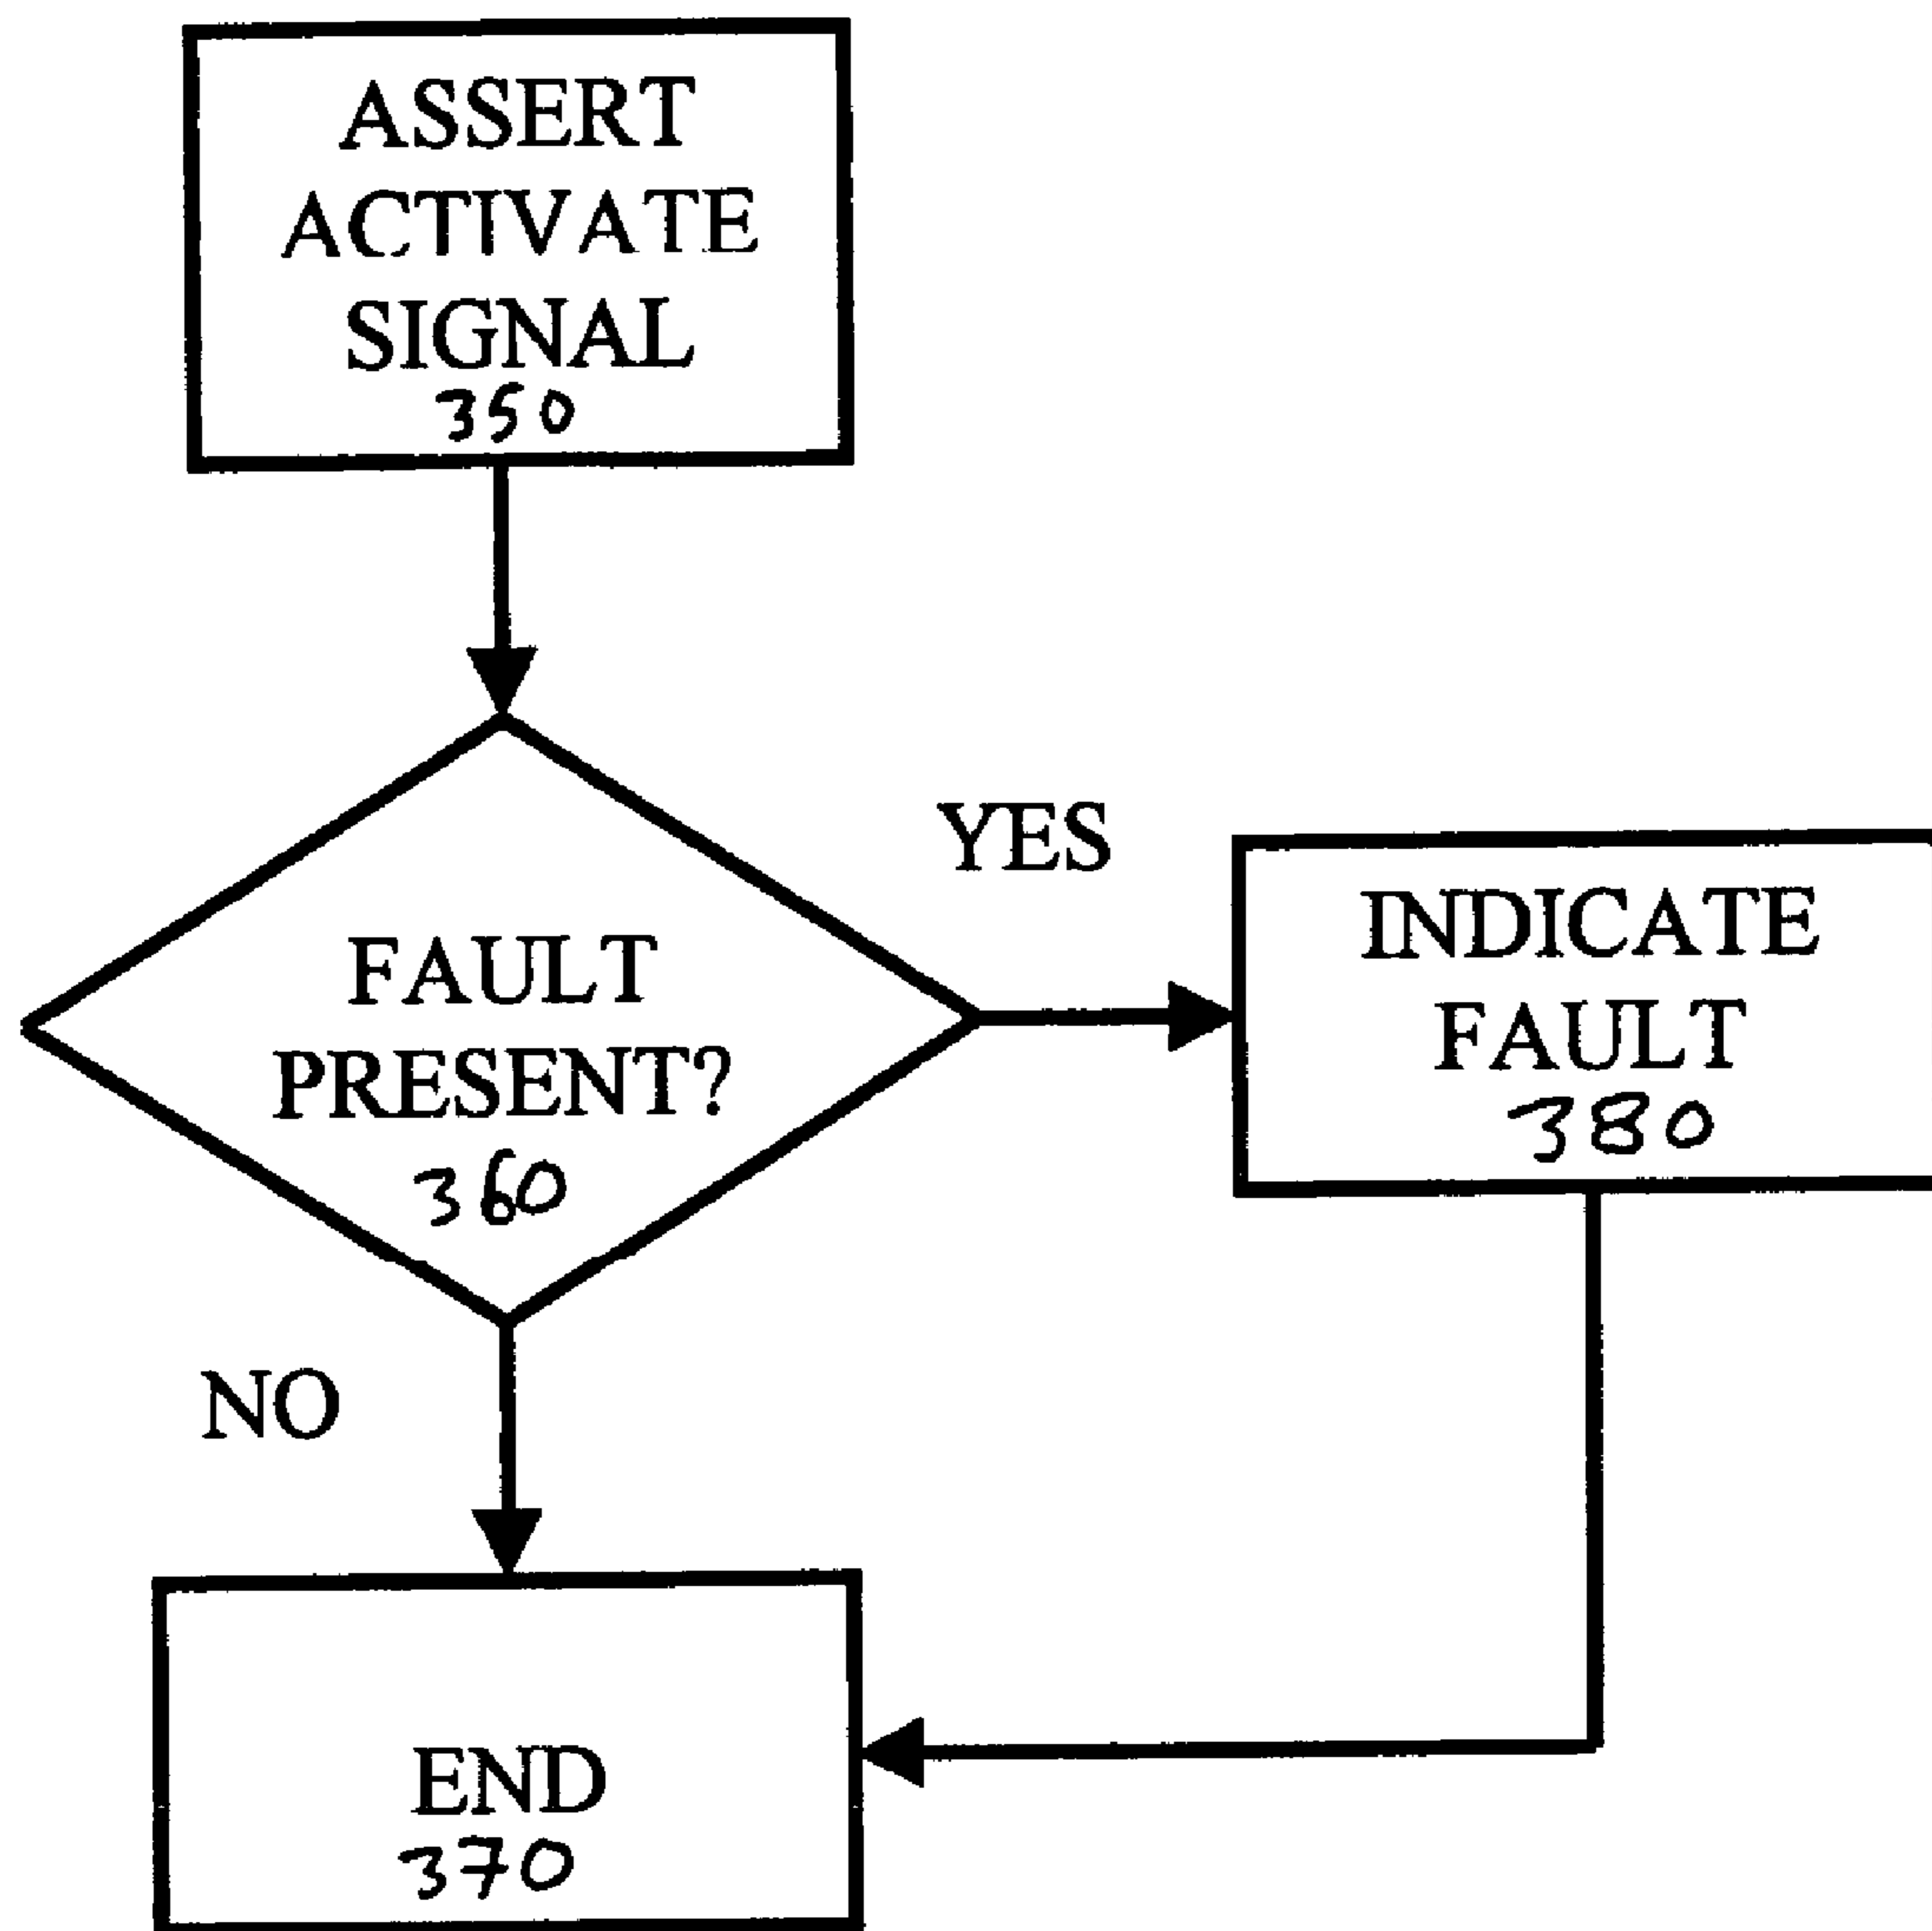 ASSERT
ACTIVATE
SIGNAL
350
YES
FAULT
PRESENT?
360
INDICATE
FAULT
380
NO
END
370